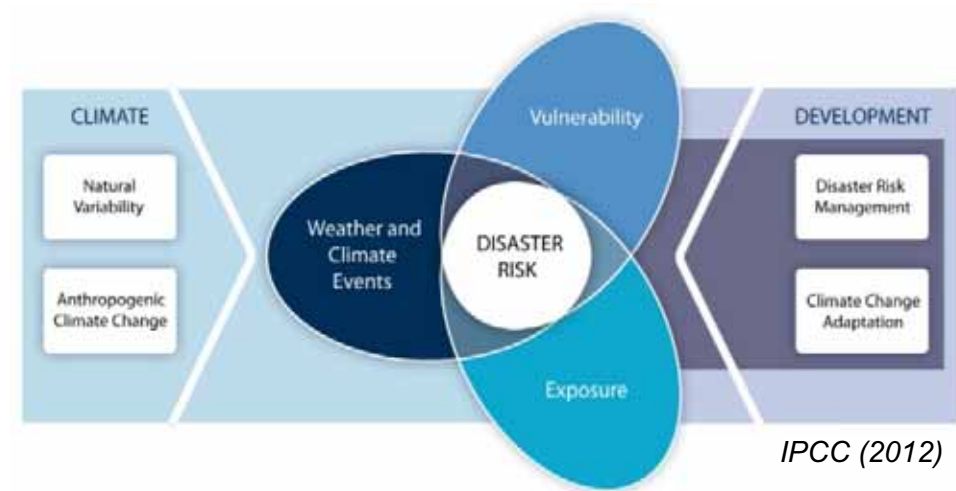 CLIMATE
Natural
Variability
Anthropogenic
Climate Change
Weather and
Climate
Events
DISASTER
RISK
Vulnerability
Exposure
DEVELOPMENT
Disaster Risk
Management
Climate Change
Adaptation
IPCC (2012)